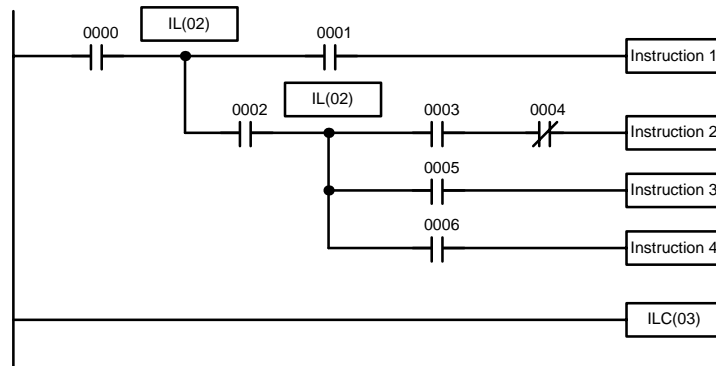 IL(02)
0000
0001
Instruction 1
IL(02)
0002
0003
0004
Instruction 2
0005
Instruction 3
0006
Instruction 4
ILC(03)